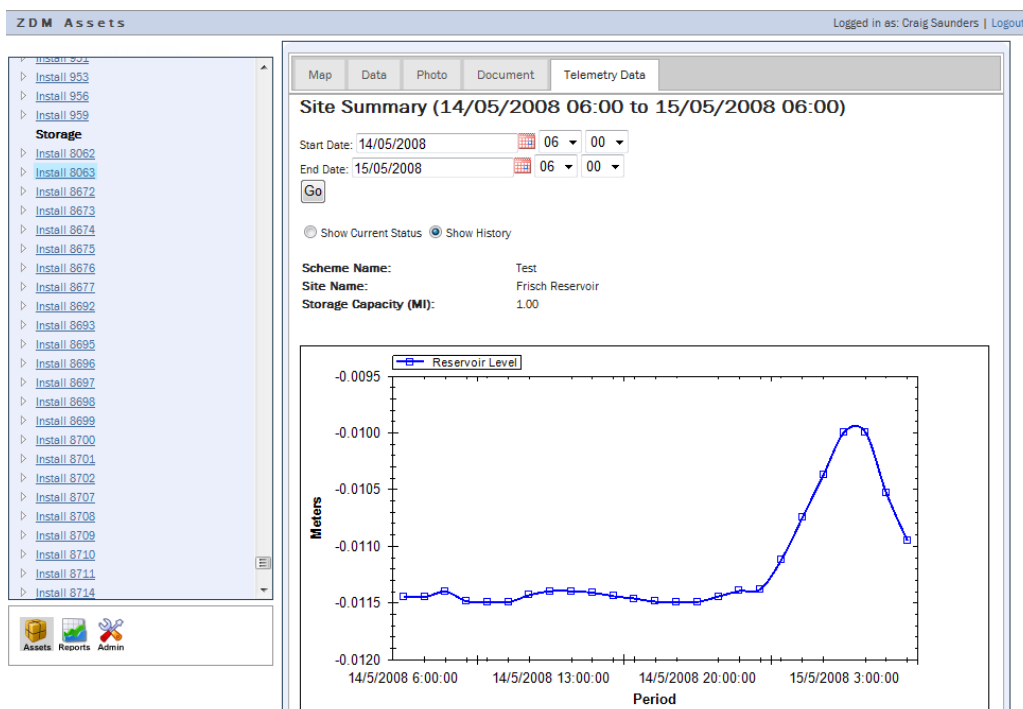 ZDM Assets
Logged in as: Craig Saunders | Logout
Install 951
Install 953
Install 956
Install 959
Storage
Install 8062
Install 8063
Install 8672
Install 8673
Install 8674
Install 8675
Install 8676
Install 8677
Install 8692
Install 8693
Install 8695
Install 8696
Install 8697
Install 8698
Install 8699
Install 8700
Install 8701
Install 8702
Install 8707
Install 8708
Install 8709
Install 8710
Install 8711
Install 8714
Assets Reports Admin
Map Data Photo Document Telemetry Data
Site Summary (14/05/2008 06:00 to 15/05/2008 06:00)
Start Date: 14/05/2008 06 00
End Date: 15/05/2008 06 00
Go
Show Current Status Show History
Scheme Name: Test
Site Name: Frisch Reservoir
Storage Capacity (Ml): 1.00
Reservoir Level
-0.0095
-0.0100
-0.0105
-0.0110
-0.0115
-0.0120
Meters
14/5/2008 6:00:00 14/5/2008 13:00:00 14/5/2008 20:00:00 15/5/2008 3:00:00
Period